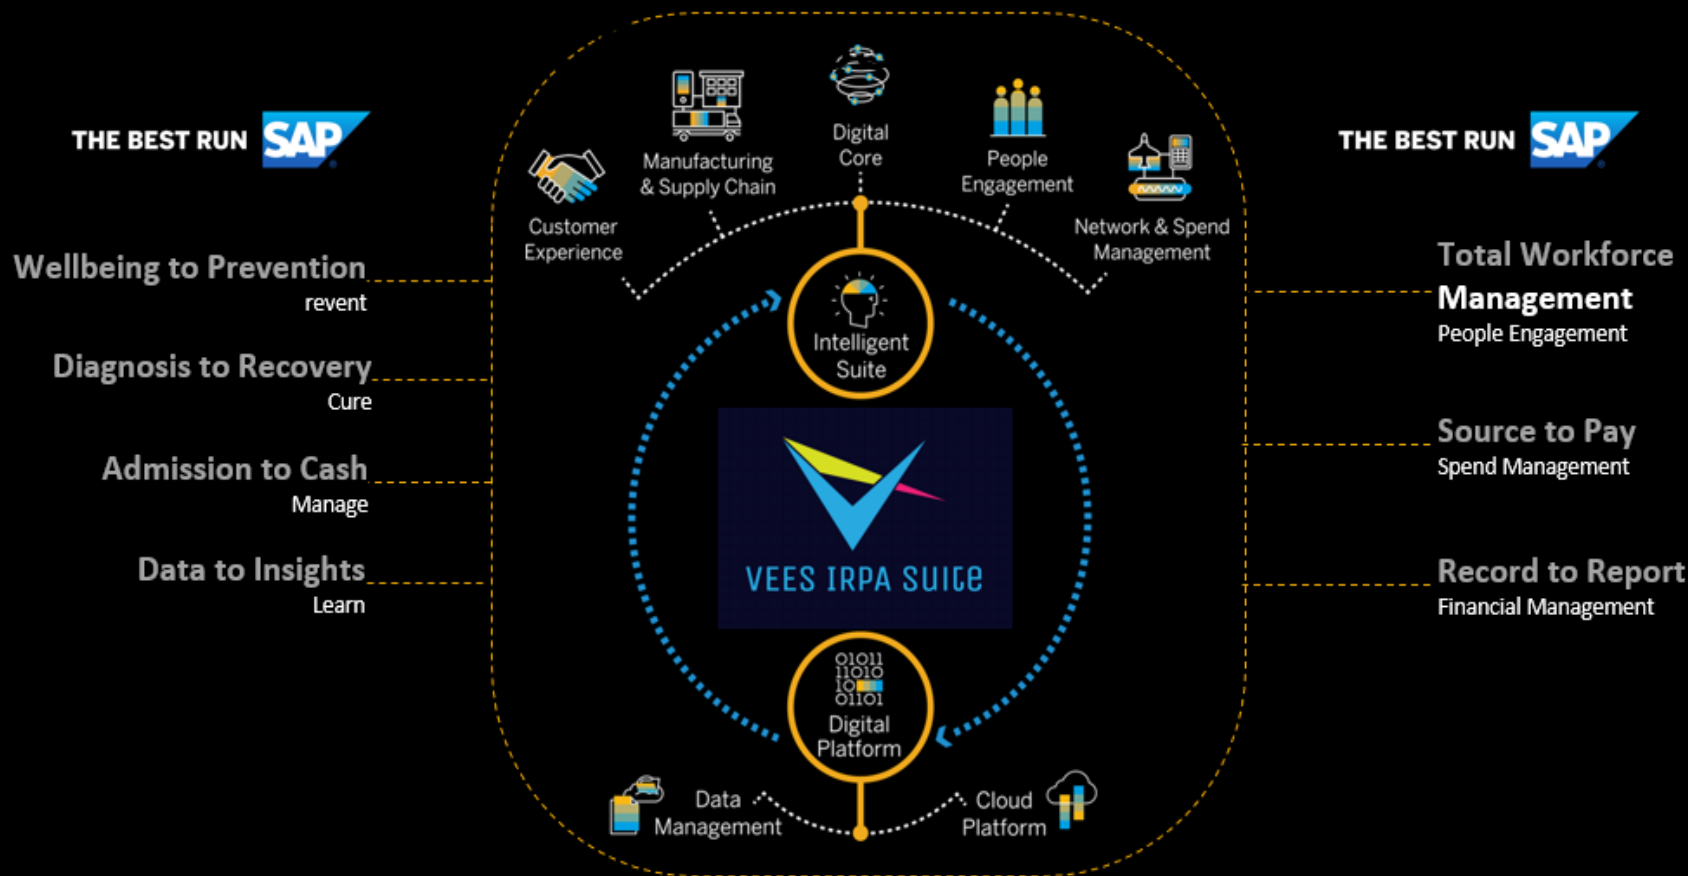 THE BEST RUN SAP
Wellbeing to Prevention
revent
Diagnosis to Recovery
Cure
Admission to Cash
Manage
Data to Insights
Learn
Customer
Experience
Manufacturing
& Supply Chain
Digital
Core
People
Engagement
Network & Spend
Management
Intelligent
Suite
VEES IRPA SUITE
01011
11010
10
01101
Digital
Platform
Data
Management
Cloud
Platform
THE BEST RUN SAP
Total Workforce
Management
People Engagement
Source to Pay
Spend Management
Record to Report
Financial Management